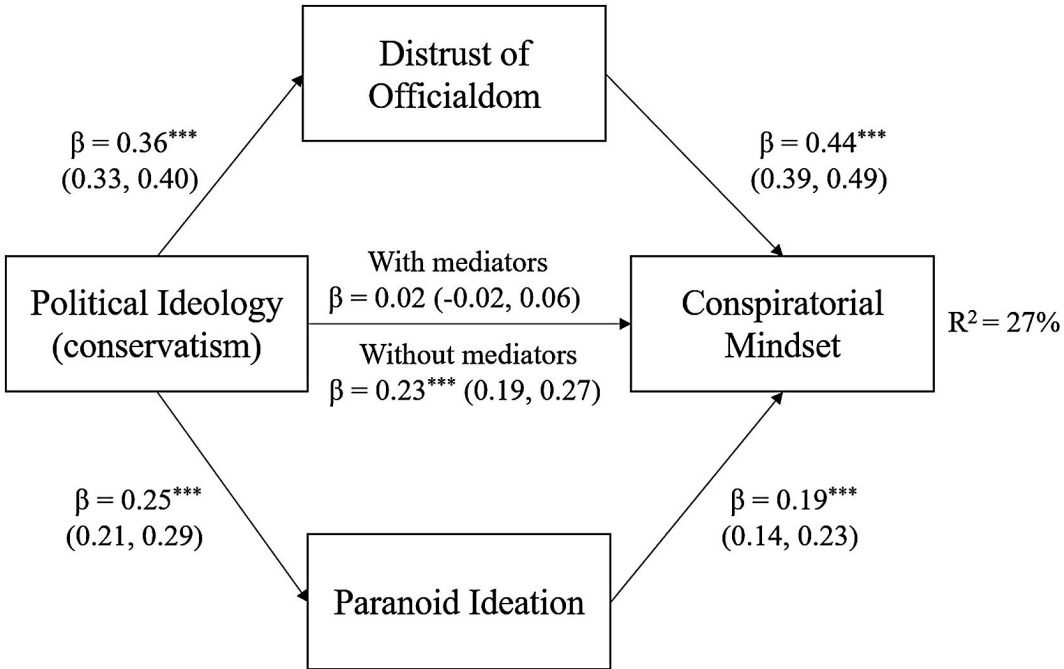 Distrust of
Officialdom
β = 0.36***
(0.33, 0.40)
β = 0.44***
(0.39, 0.49)
Political Ideology
(conservatism)
With mediators
β = 0.02 (-0.02, 0.06)
Without mediators
β = 0.23*** (0.19, 0.27)
Conspiratorial
Mindset
R² = 27%
β = 0.25***
(0.21, 0.29)
β = 0.19***
(0.14, 0.23)
Paranoid Ideation